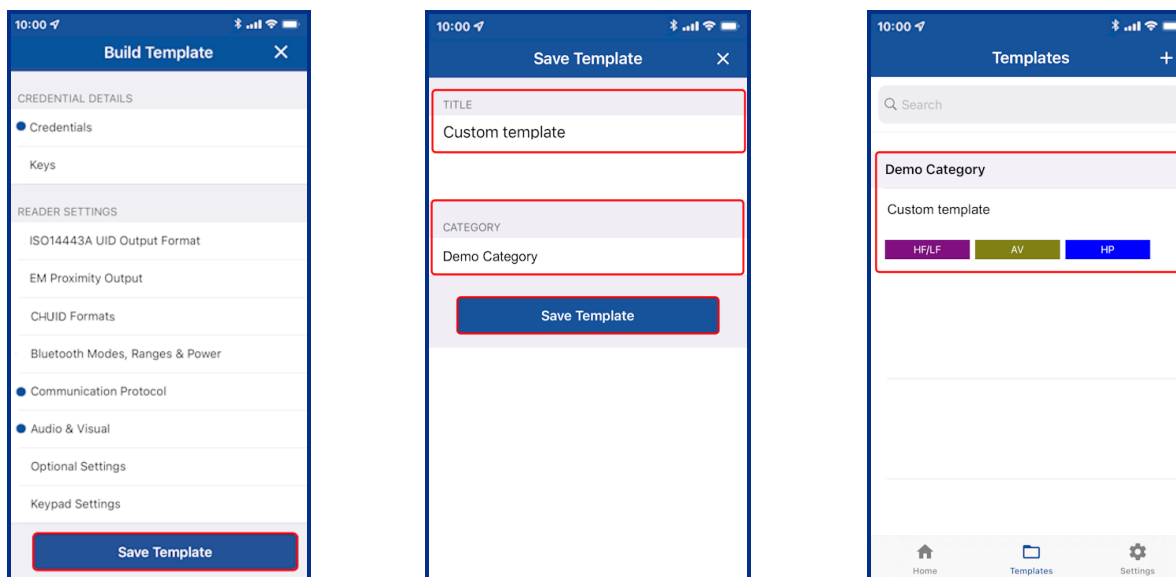 10:00
Build Template
CREDENTIAL DETAILS
Credentials
Keys
READER SETTINGS
ISO14443A UID Output Format
EM Proximity Output
CHUID Formats
Bluetooth Modes, Ranges & Power
Communication Protocol
Audio & Visual
Optional Settings
Keypad Settings
Save Template
10:00
Save Template
TITLE
Custom template
CATEGORY
Demo Category
Save Template
10:00
Templates
Search
Demo Category
Custom template
HF/LF AV HP
Home Templates Settings